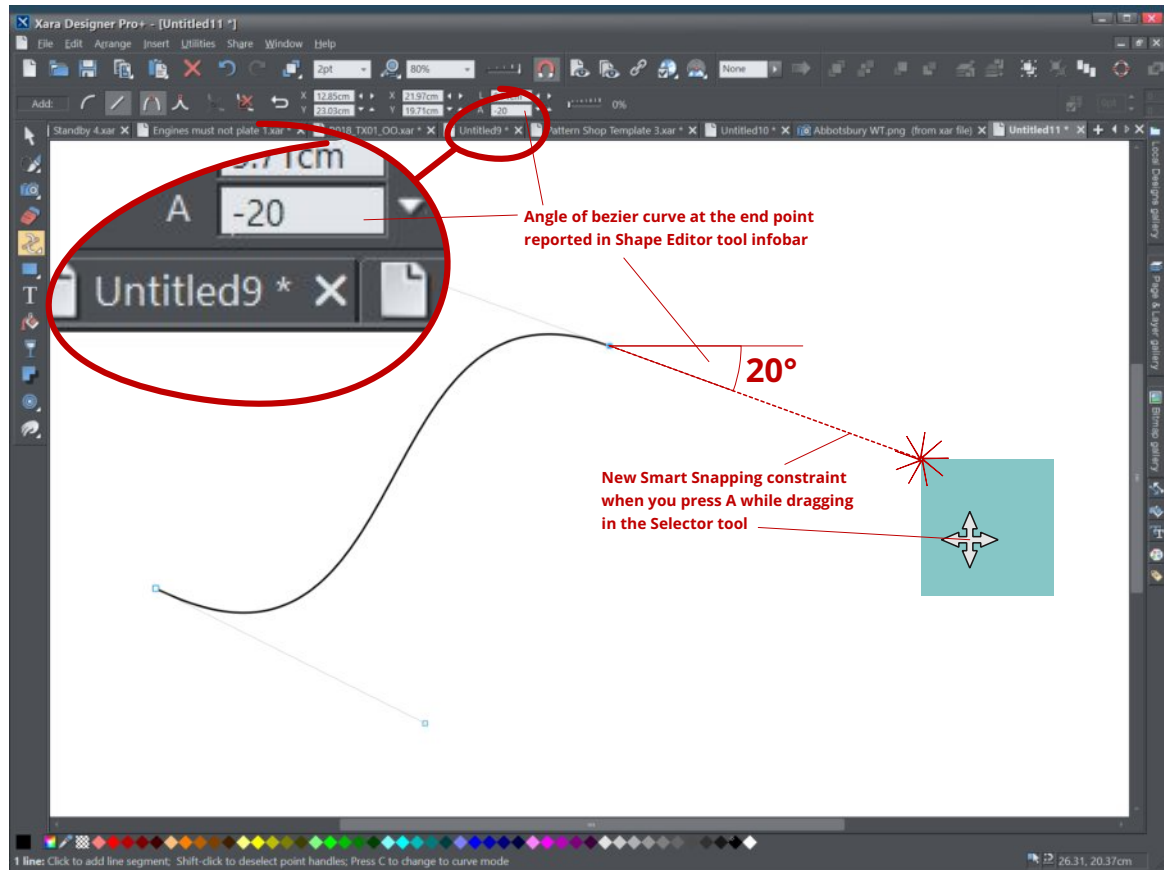 Xara Designer Pro+ - [Untitled11 *]
File Edit Arrange Insert Utilities Share Window Help
2pt 80% None
Add: X 12.85cm X 21.97cm L 0%
Y 23.03cm Y 19.71cm A -20 0pt
Standby 4.xar Engines must not plate 1.xar * P018_TX01_OO.xar * Untitled9 * Pattern Shop Template 3.xar * Untitled10 * Abbotsbury WT.png (from xar file) Untitled11 *
Local Designs gallery
Page & Layer gallery
Bitmap gallery
A -20
Untitled9 *
Angle of bezier curve at the end point
reported in Shape Editor tool infobar
20°
New Smart Snapping constraint
when you press A while dragging
in the Selector tool
1 line: Click to add line segment; Shift-click to deselect point handles; Press C to change to curve mode
26.31, 20.37cm